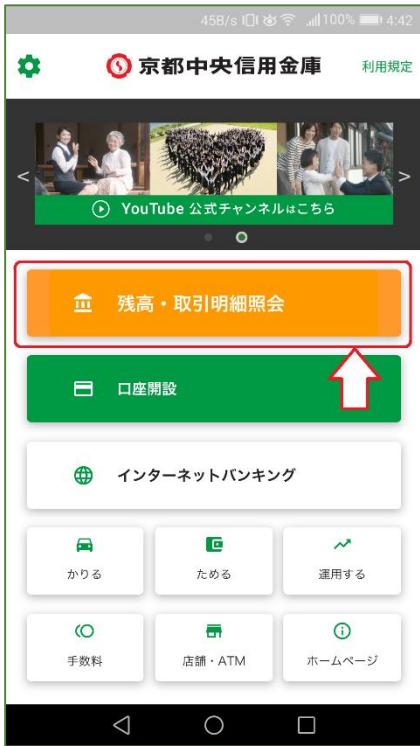 45B/s 100% 4:42
京都中央信用金庫 利用規定
< >
YouTube 公式チャンネルはこちら
残高・取引明細照会
口座開設
インターネットバンキング
かりる ためる 運用する
手数料 店舗・ATM ホームページ